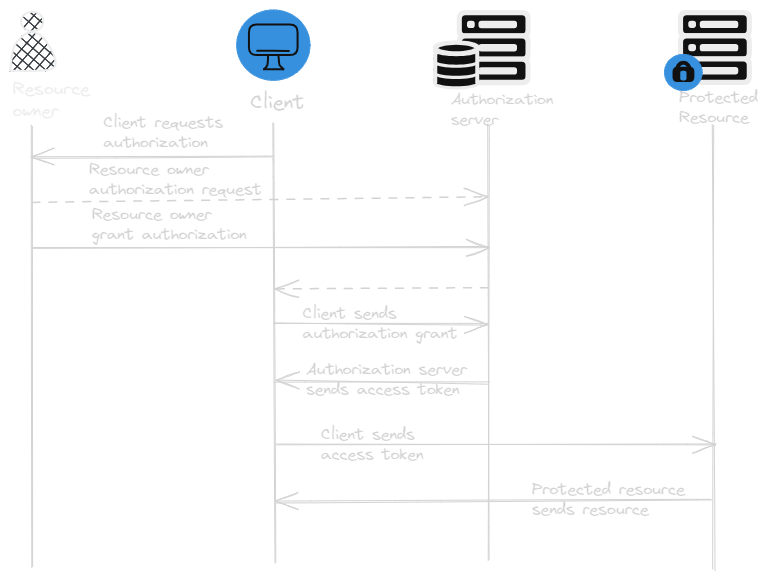 Resource
owner
Client
Authorization
server
Protected
Resource
Client requests
authorization
Resource owner
authorization request
Resource owner
grant authorization
Client sends
authorization grant
Authorization server
sends access token
Client sends
access token
Protected resource
sends resource